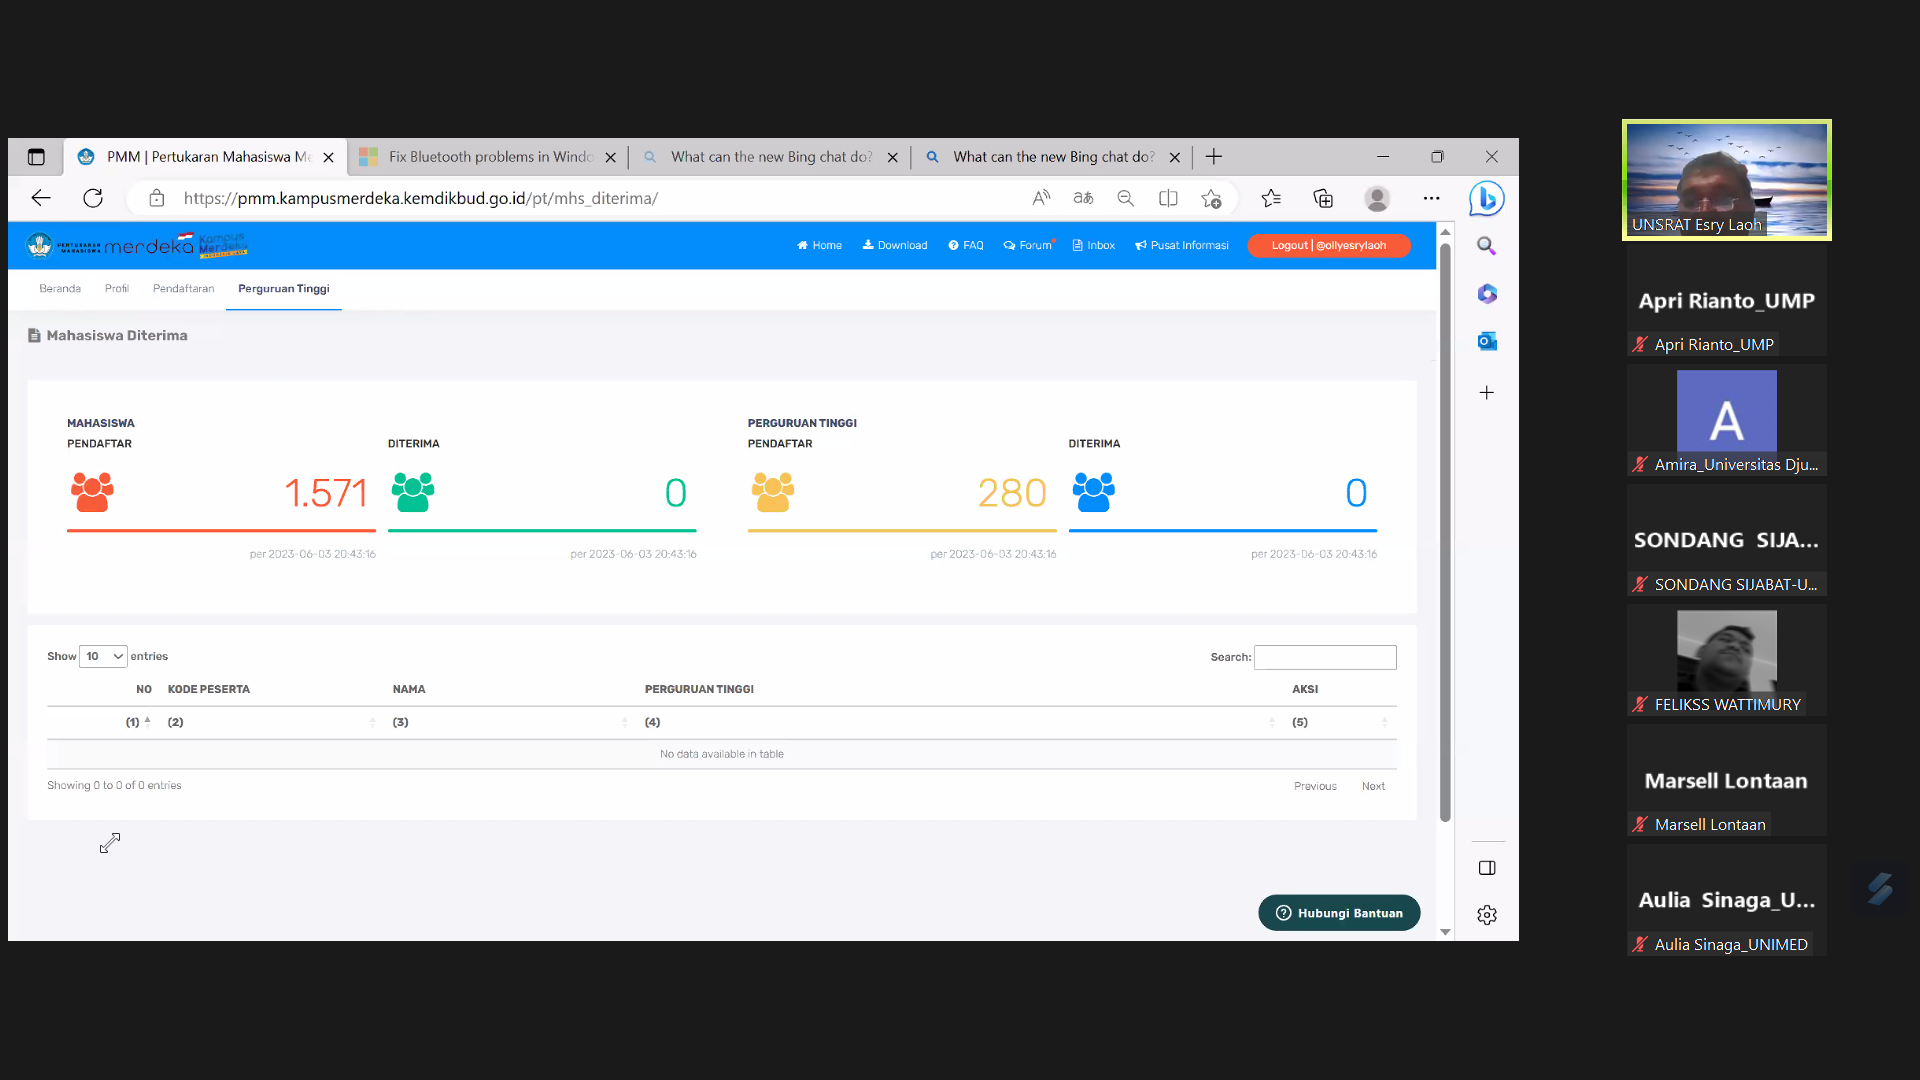 PMM | Pertukaran Mahasiswa Me
Fix Bluetooth problems in Windo
What can the new Bing chat do?
What can the new Bing chat do?
https://pmm.kampusmerdeka.kemdikbud.go.id/pt/mhs_diterima/
PERTUKARAN MAHASISWA merdeka Kampus Merdeka INDONESIA JAYA
Home
Download
FAQ
Forum
Inbox
Pusat Informasi
Logout | @ollyesrylaoh
Beranda
Profil
Pendaftaran
Perguruan Tinggi
Mahasiswa Diterima
MAHASISWA
PENDAFTAR
DITERIMA
PERGURUAN TINGGI
PENDAFTAR
DITERIMA
1.571
0
280
0
per 2023-06-03 20:43:16
per 2023-06-03 20:43:16
per 2023-06-03 20:43:16
per 2023-06-03 20:43:16
Show 10 entries
Search:
NO KODE PESERTA NAMA PERGURUAN TINGGI AKSI
(1) (2) (3) (4) (5)
No data available in table
Showing 0 to 0 of 0 entries
Previous Next
Hubungi Bantuan
UNSRAT Esry Laoh
Apri Rianto_UMP
Apri Rianto_UMP
A
Amira_Universitas Dju...
SONDANG SIJA...
SONDANG SIJABAT-U...
FELIKSS WATTIMURY
Marsell Lontaan
Marsell Lontaan
Aulia Sinaga_U...
Aulia Sinaga_UNIMED